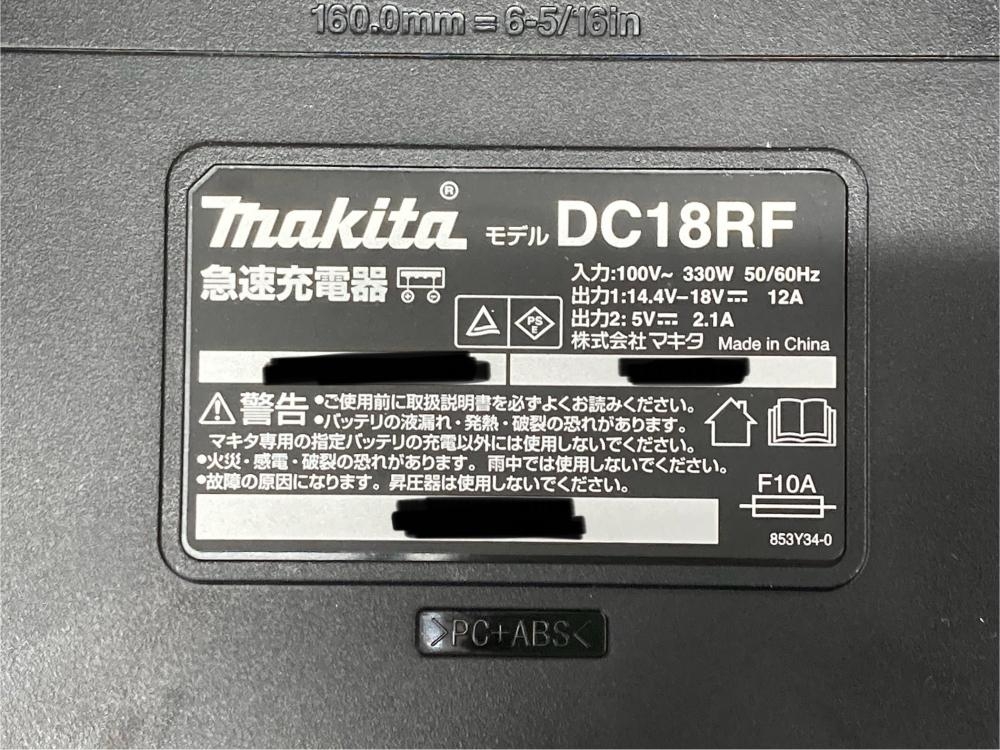 160.0mm = 6-5/16in
makita® モデル DC18RF
急速充電器
入力:100V~ 330W 50/60Hz
出力1:14.4V-18V⎓ 12A
出力2: 5V⎓ 2.1A
PS
E
株式会社マキタ Made in China
⚠警告 •ご使用前に取扱説明書を必ずよくお読みください。
•バッテリの液漏れ・発熱・破裂の恐れがあります。
マキタ専用の指定バッテリの充電以外には使用しないでください。
•火災・感電・破裂の恐れがあります。雨中では使用しないでください。
•故障の原因になります。昇圧器は使用しないでください。
F10A
853Y34-0
>PC+ABS<